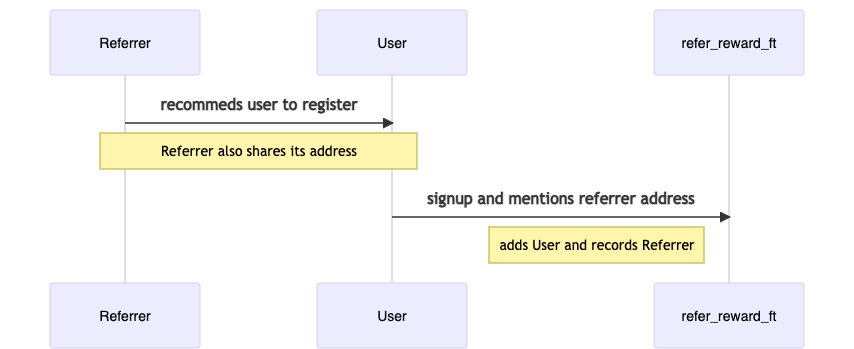 Referrer
User
refer_reward_ft
recommeds user to register
Referrer also shares its address
signup and mentions referrer address
adds User and records Referrer
Referrer
User
refer_reward_ft